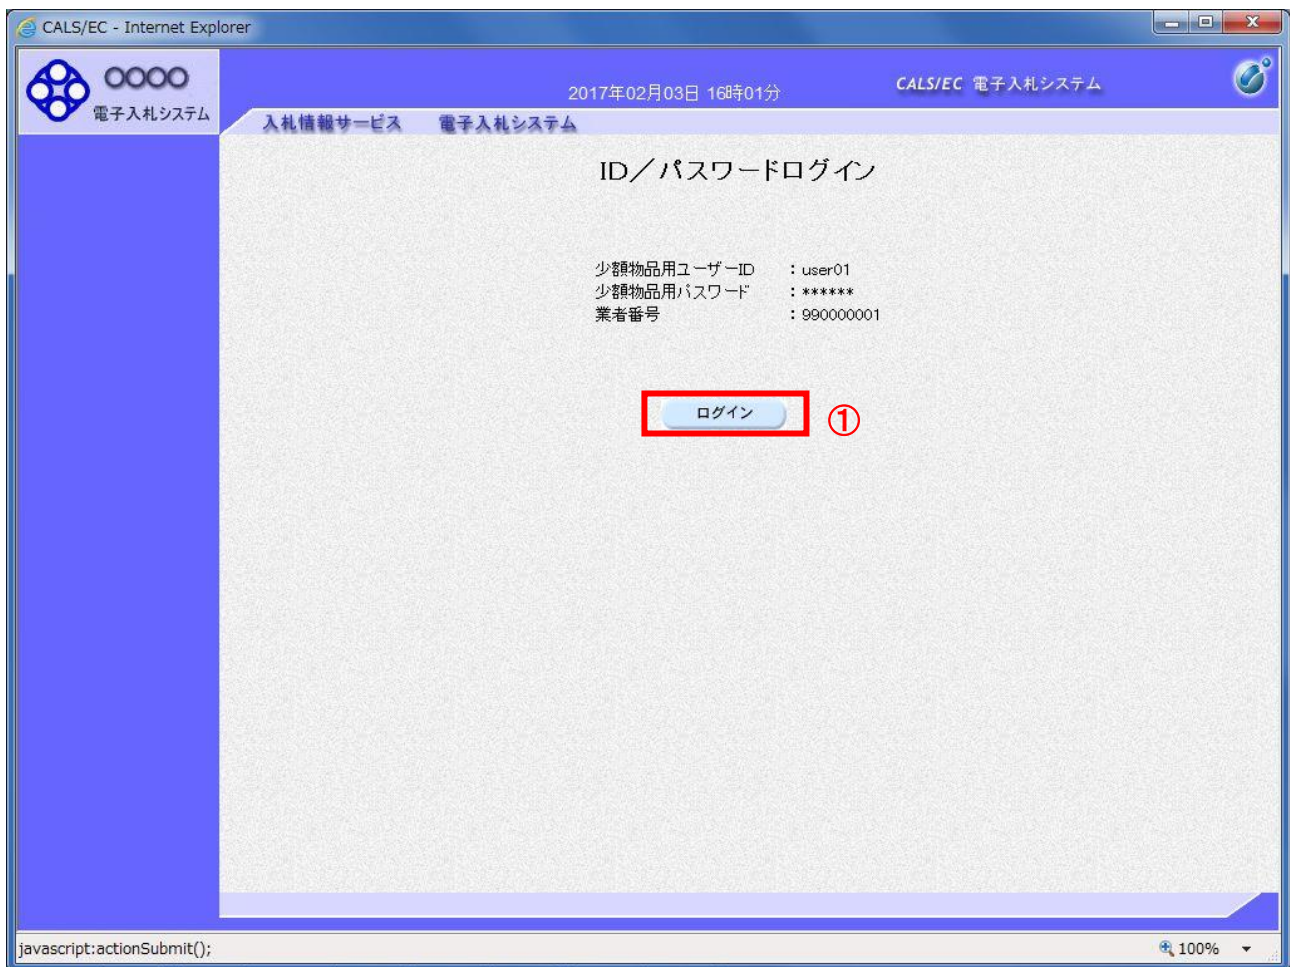 CALS/EC - Internet Explorer
○○○○
電子入札システム
2017年02月03日 16時01分
CALS/EC 電子入札システム
入札情報サービス 電子入札システム
ID／パスワードログイン
少額物品用ユーザーID ：user01
少額物品用パスワード ：******
業者番号 ：990000001
ログイン
①
javascript:actionSubmit();
100%